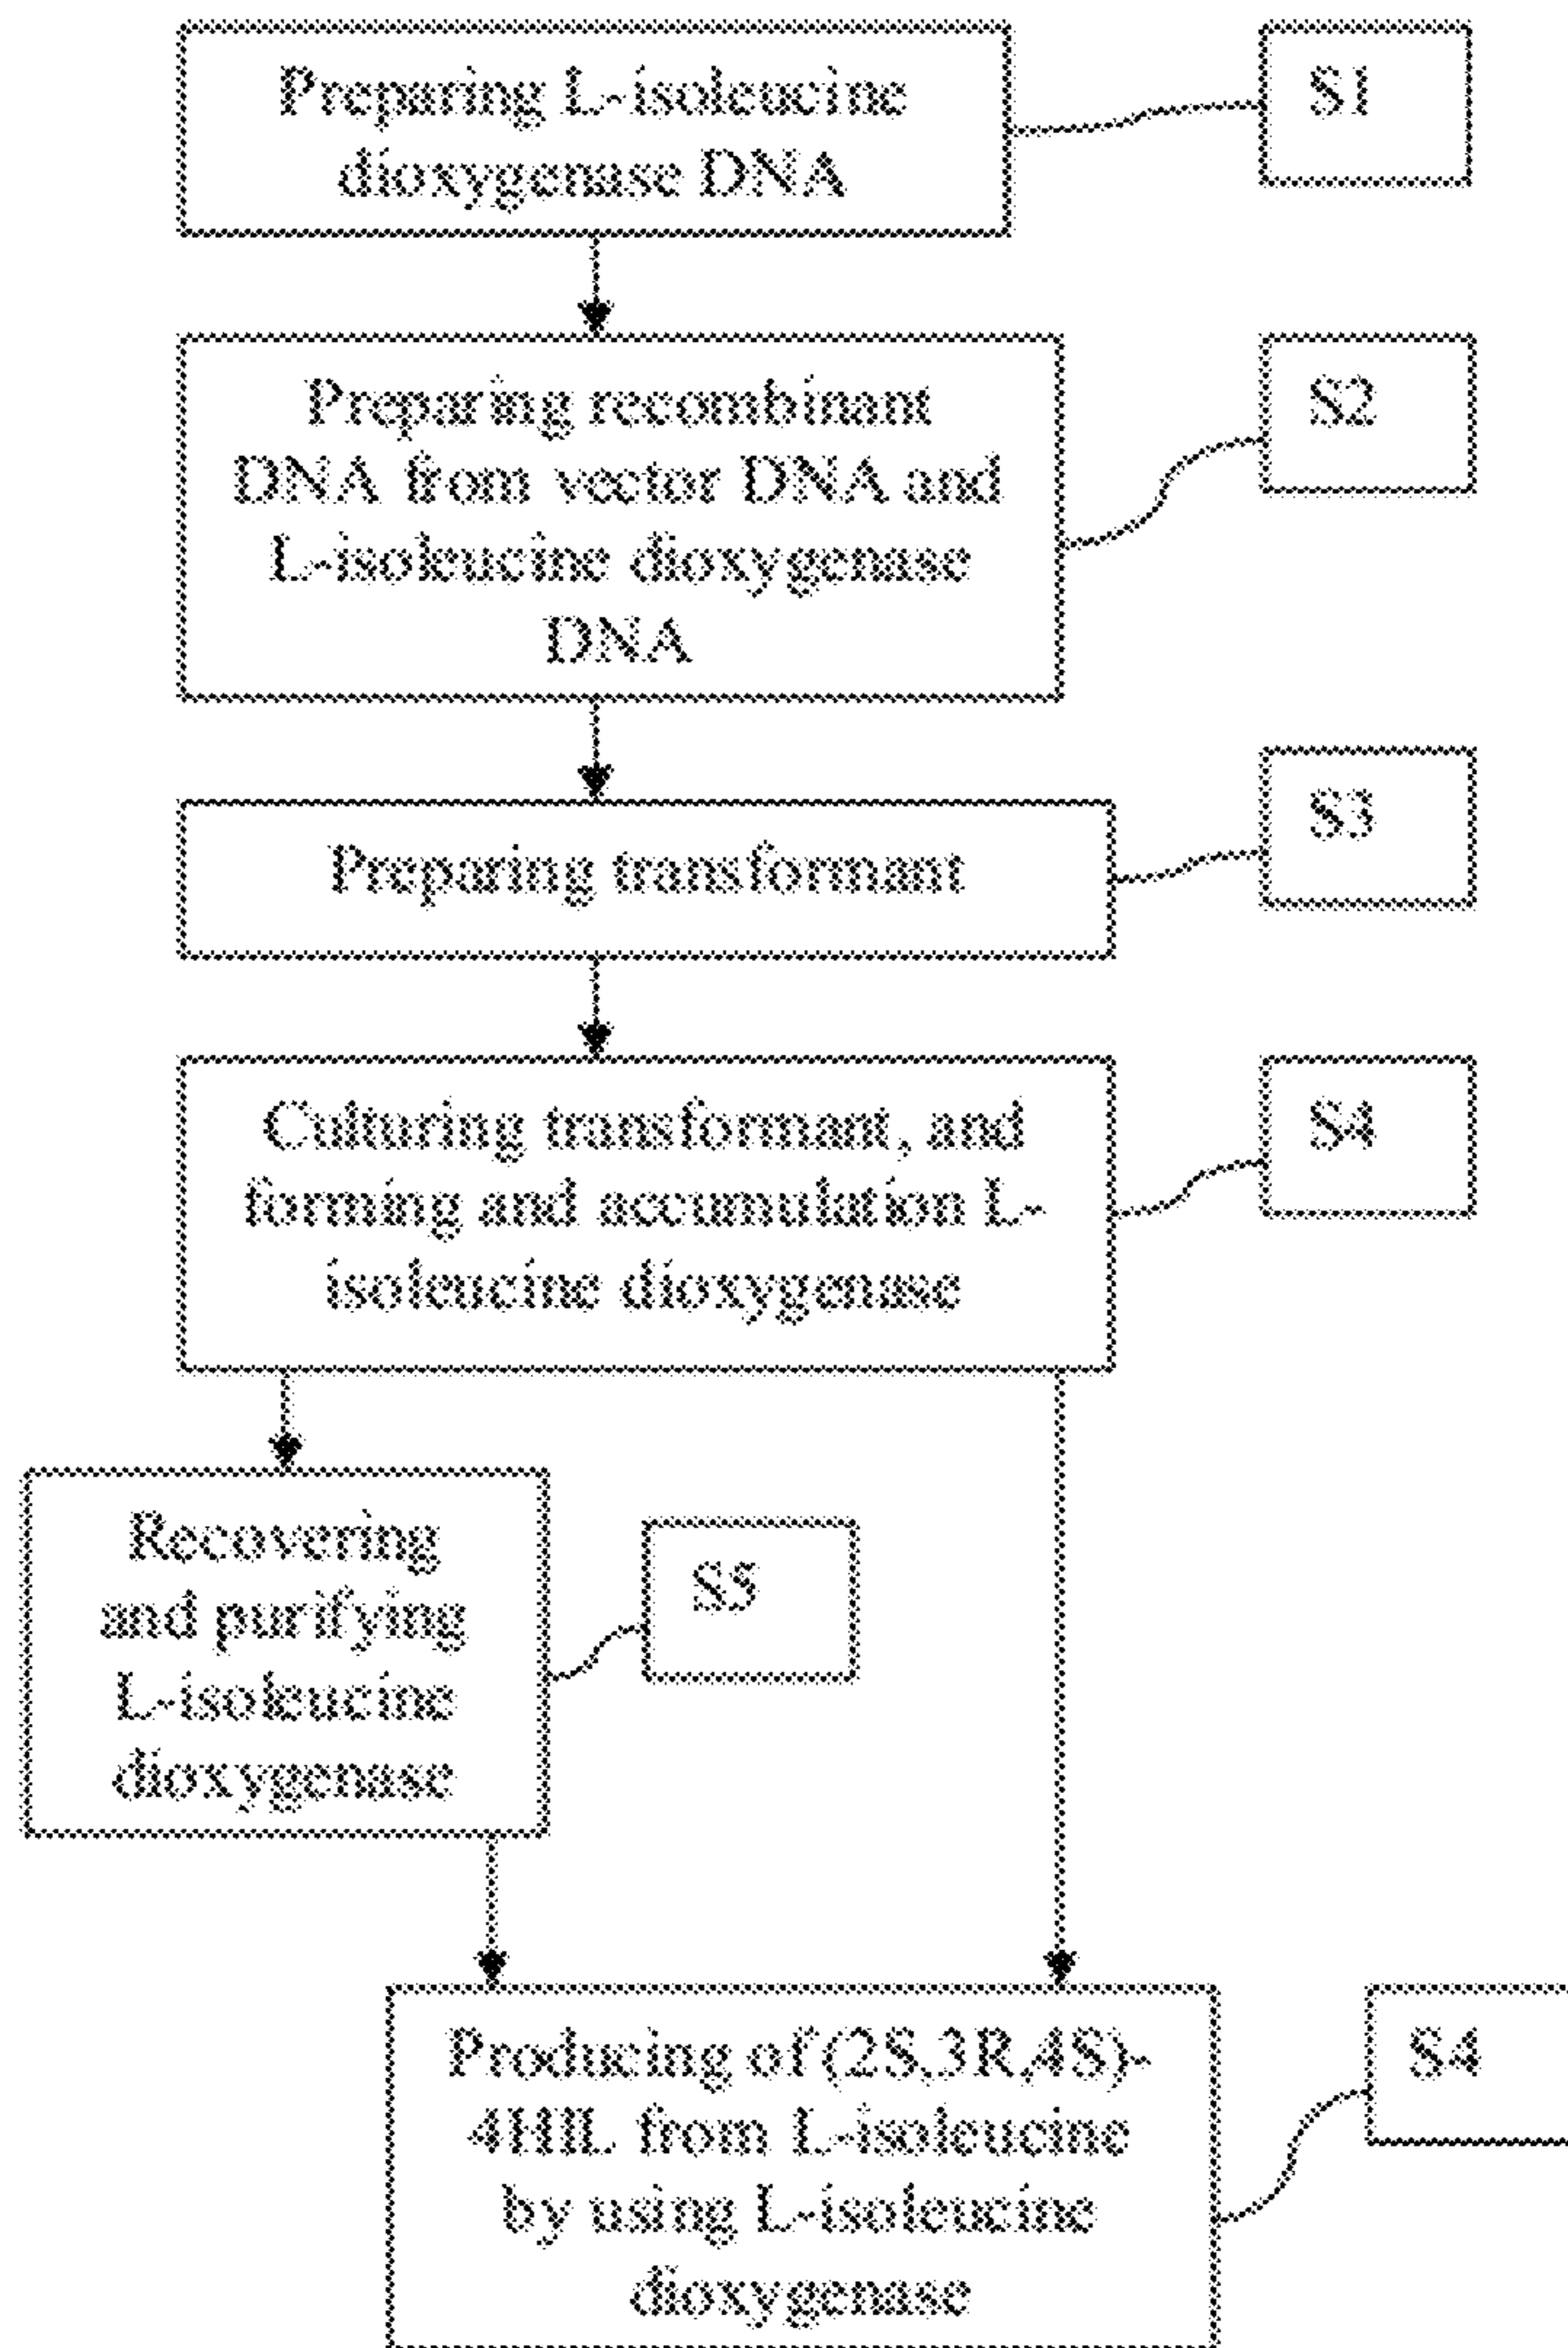 Preparing L-isoleucine
dioxygenase DNA
S1
Preparing recombinant
DNA from vector DNA and
L-isoleucine dioxygenase
DNA
S2
Preparing transformant
S3
Culturing transformant, and
forming and accumulation L-
isoleucine dioxygenase
S4
Recovering
and purifying
L-isoleucine
dioxygenase
S5
Producing of (2S,3R,4S)-
4HIL from L-isoleucine
by using L-isoleucine
dioxygenase
S4